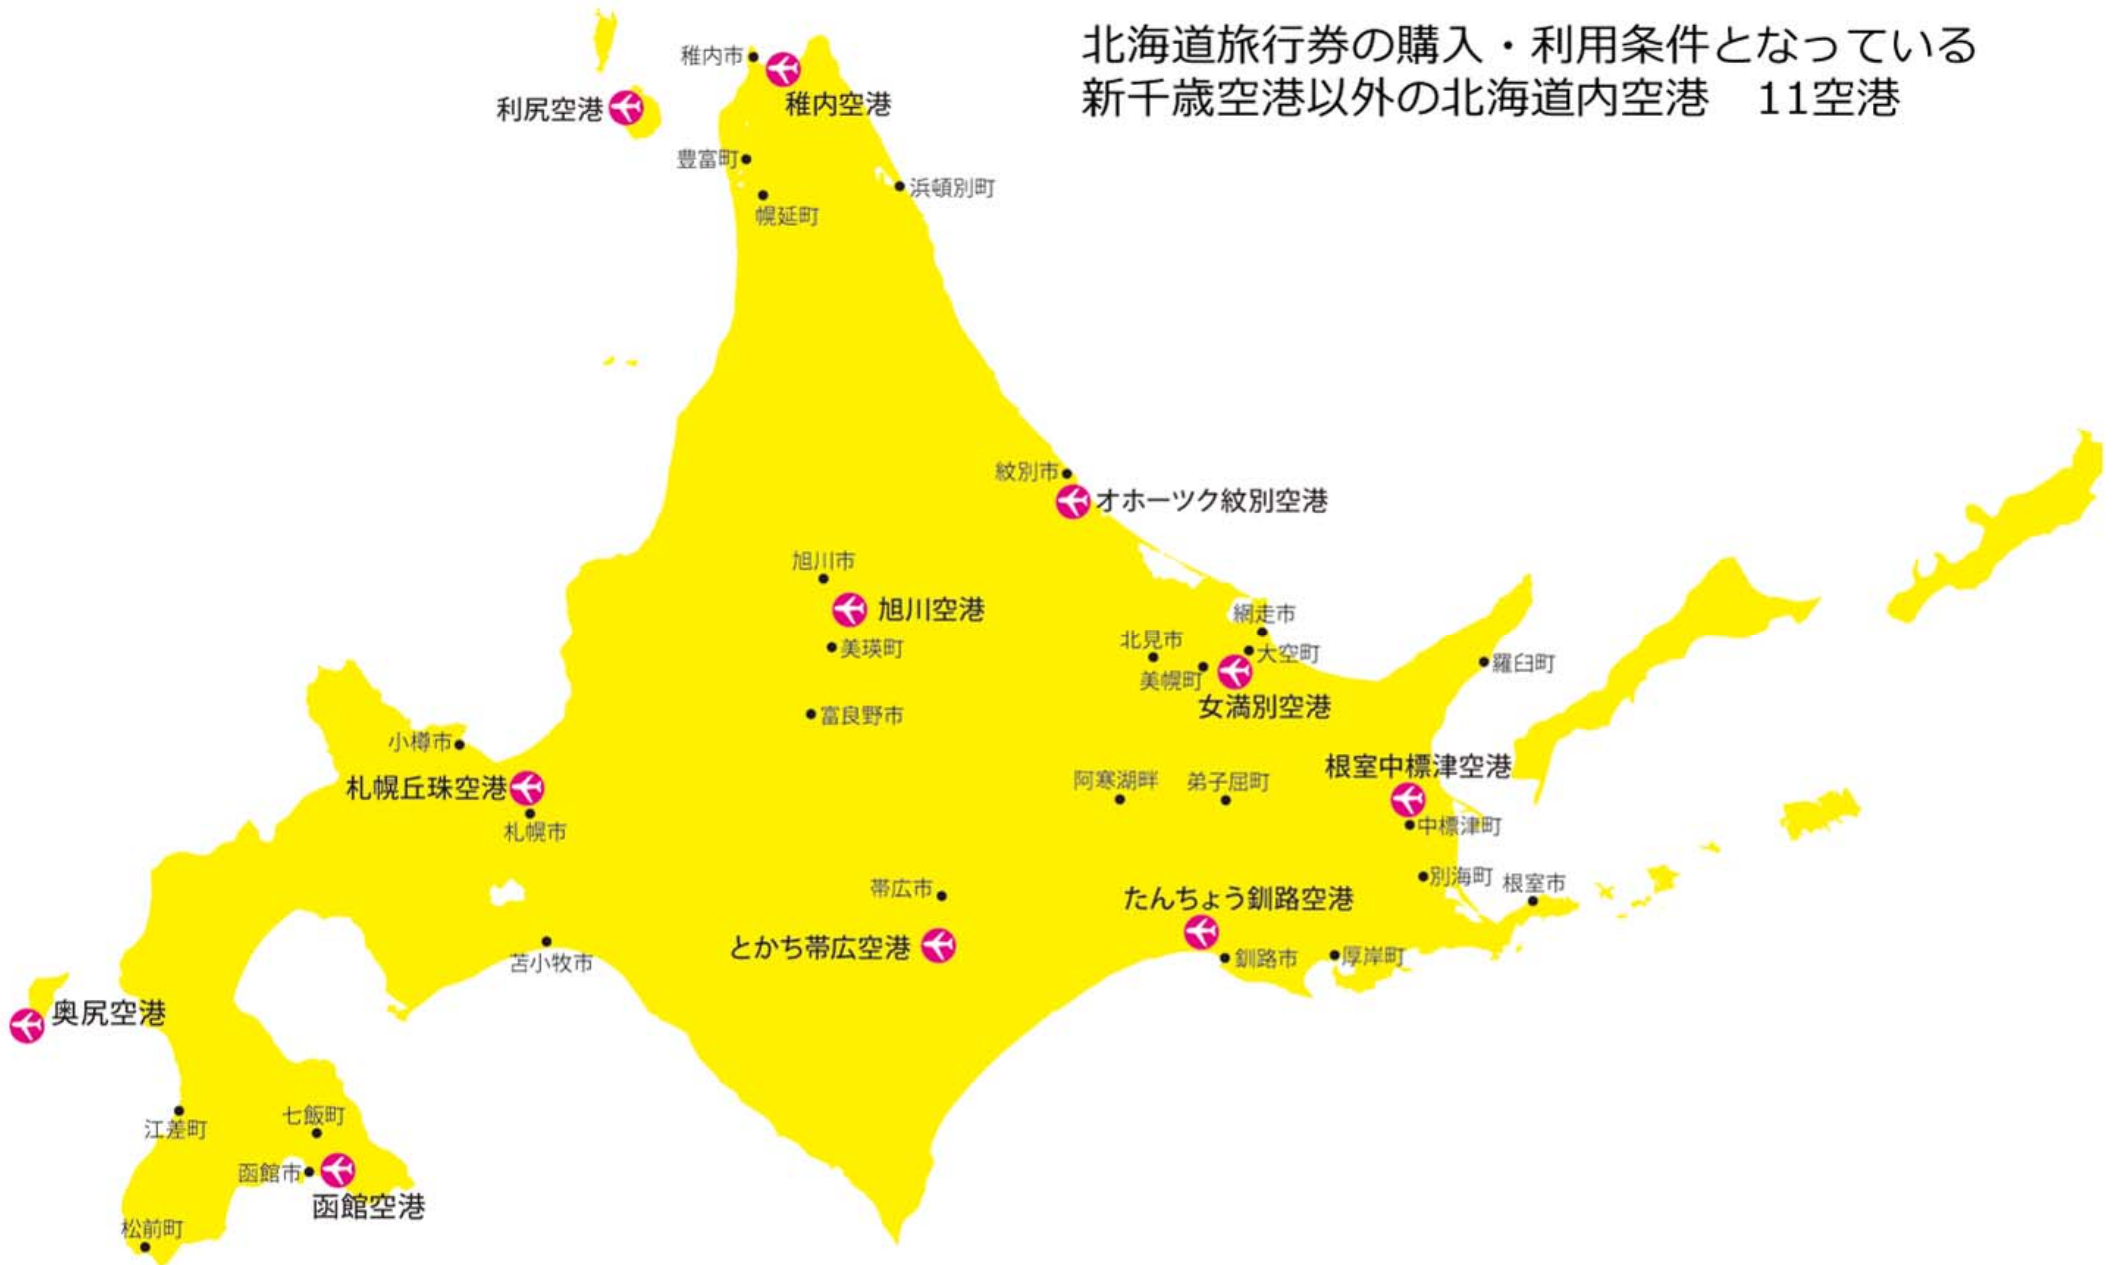 北海道旅行券の購入・利用条件となっている
新千歳空港以外の北海道内空港　11空港
稚内市
稚内空港
利尻空港
豊富町
幌延町
浜頓別町
紋別市
オホーツク紋別空港
旭川市
旭川空港
美瑛町
富良野市
網走市
北見市
大空町
美幌町
女満別空港
羅臼町
小樽市
札幌丘珠空港
札幌市
根室中標津空港
阿寒湖畔
弟子屈町
中標津町
別海町
根室市
帯広市
とかち帯広空港
たんちょう釧路空港
釧路市
厚岸町
苫小牧市
奥尻空港
江差町
七飯町
函館市
函館空港
松前町